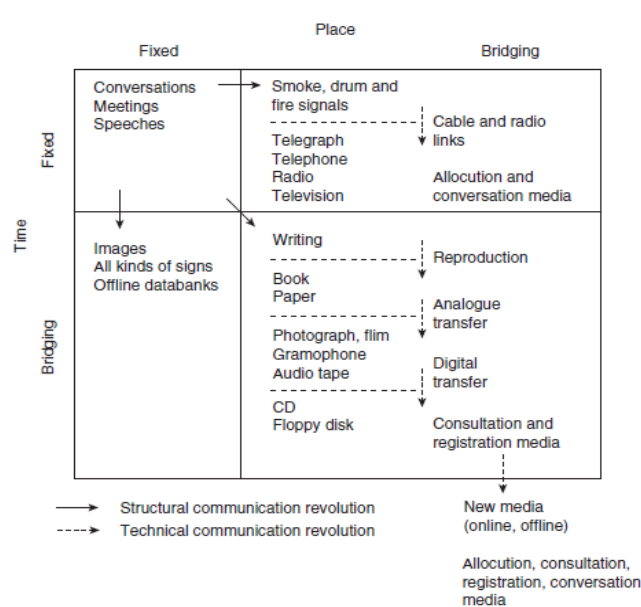 Place
Fixed
Bridging
Time
Fixed
Bridging
Conversations
Meetings
Speeches
Smoke, drum and
fire signals
Telegraph
Telephone
Radio
Television
Cable and radio
links
Allocution and
conversation media
Images
All kinds of signs
Offline databanks
Writing
Book
Paper
Photograph, flim
Gramophone
Audio tape
CD
Floppy disk
Reproduction
Analogue
transfer
Digital
transfer
Consultation and
registration media
New media
(online, offline)
Allocution, consultation,
registration, conversation
media
Structural communication revolution
Technical communication revolution